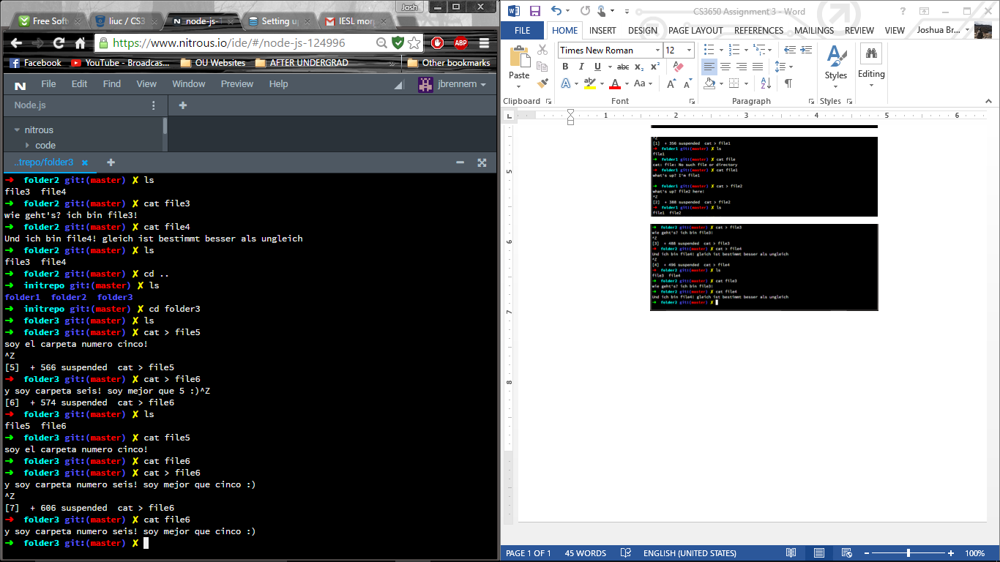 Josh
Free Softw
liuc / CS3
node-js-
Setting u
IESL mor
https://www.nitrous.io/ide/#/node-js-124996
ABP
Facebook YouTube - Broadcas... OU Websites AFTER UNDERGRAD » Other bookmarks
N File Edit Find View Window Preview Help jbrennem
Node.js
nitrous
code
..trepo/folder3
➜ folder2 git:(master) ✗ ls
file3 file4
➜ folder2 git:(master) ✗ cat file3
wie geht's? ich bin file3!
➜ folder2 git:(master) ✗ cat file4
Und ich bin file4! gleich ist bestimmt besser als ungleich
➜ folder2 git:(master) ✗ ls
file3 file4
➜ folder2 git:(master) ✗ cd ..
➜ initrepo git:(master) ✗ ls
folder1 folder2 folder3
➜ initrepo git:(master) ✗ cd folder3
➜ folder3 git:(master) ✗ ls
➜ folder3 git:(master) ✗ cat > file5
soy el carpeta numero cinco!
^Z
[5] + 566 suspended cat > file5
➜ folder3 git:(master) ✗ cat > file6
y soy carpeta seis! soy mejor que 5 :)^Z
[6] + 574 suspended cat > file6
➜ folder3 git:(master) ✗ ls
file5 file6
➜ folder3 git:(master) ✗ cat file5
soy el carpeta numero cinco!
➜ folder3 git:(master) ✗ cat file6
➜ folder3 git:(master) ✗ cat > file6
y soy carpeta numero seis! soy mejor que cinco :)
^Z
[7] + 606 suspended cat > file6
➜ folder3 git:(master) ✗ cat file6
y soy carpeta numero seis! soy mejor que cinco :)
➜ folder3 git:(master) ✗
CS3650 Assignment 3 - Word
FILE HOME INSERT DESIGN PAGE LAYOUT REFERENCES MAILINGS REVIEW VIEW Joshua Br...
Times New Roman 12
Paste
B I U abc x₂ x²
Styles
Editing
Clipboard Font Paragraph Styles
1 2 3 4 5 6
5
6
7
8
^Z
[1] + 356 suspended cat > file1
➜ folder1 git:(master) ✗ ls
file1
➜ folder1 git:(master) ✗ cat file
cat: file: No such file or directory
➜ folder1 git:(master) ✗ cat file1
what's up? I'm file1
➜ folder1 git:(master) ✗ cat > file2
what's up? file2 here!
^Z
[2] + 388 suspended cat > file2
➜ folder1 git:(master) ✗ ls
file1 file2
➜ folder2 git:(master) ✗ cat > file3
wie geht's? ich bin file3!
^Z
[3] + 488 suspended cat > file3
➜ folder2 git:(master) ✗ cat > file4
Und ich bin file4! gleich ist bestimmt besser als ungleich
^Z
[4] + 496 suspended cat > file4
➜ folder2 git:(master) ✗ ls
file3 file4
➜ folder2 git:(master) ✗ cat file3
wie geht's? ich bin file3!
➜ folder2 git:(master) ✗ cat file4
Und ich bin file4! gleich ist bestimmt besser als ungleich
➜ folder2 git:(master) ✗
PAGE 1 OF 1 45 WORDS ENGLISH (UNITED STATES) 100%